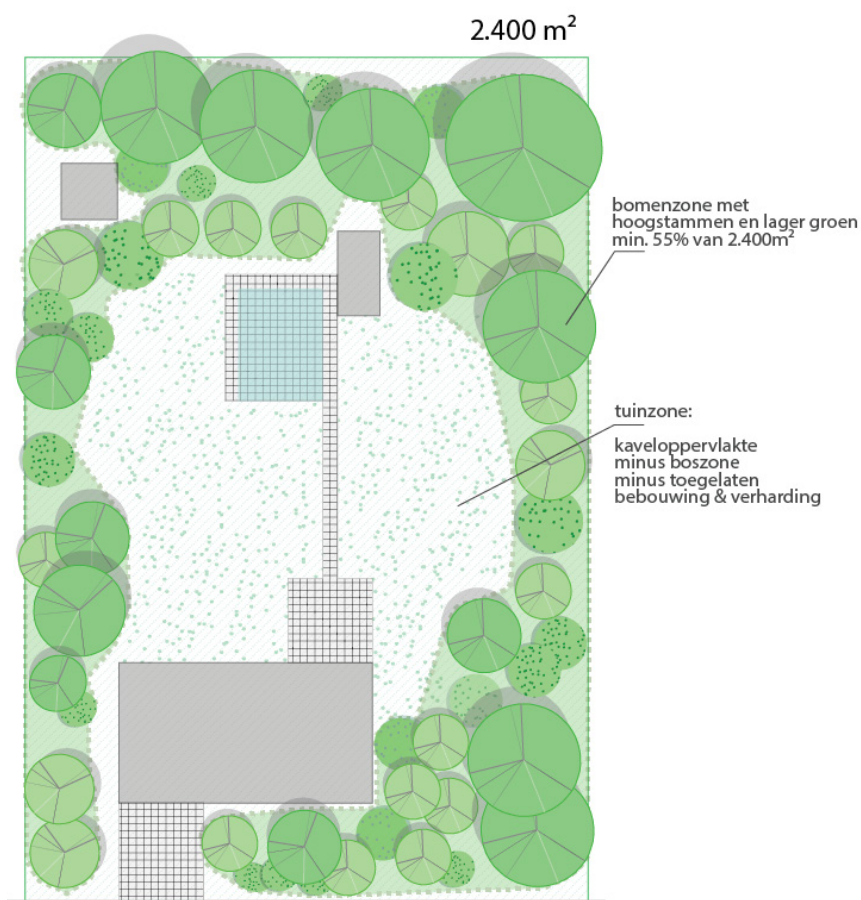 2.400 m²
bomenzone met
hoogstammen en lager groen
min. 55% van 2.400m²
tuinzone:
kaveloppervlakte
minus boszone
minus toegelaten
bebouwing & verharding